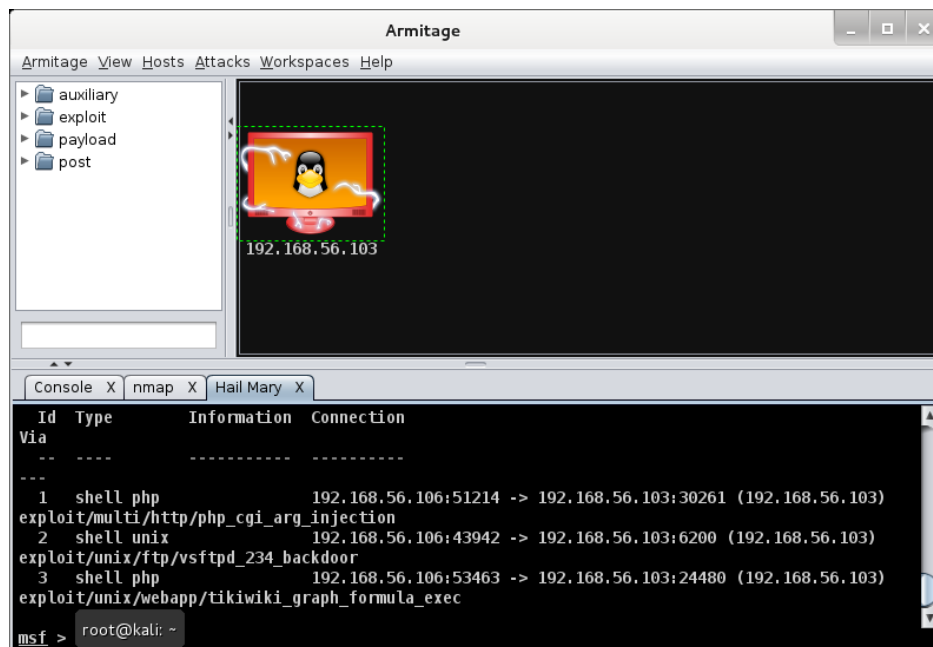 Armitage
Armitage View Hosts Attacks Workspaces Help
auxiliary
exploit
payload
post
192.168.56.103
Console X nmap X Hail Mary X
Id Type Information Connection
Via
-- ---- ----------- ----------
---
1 shell php 192.168.56.106:51214 -> 192.168.56.103:30261 (192.168.56.103)
exploit/multi/http/php_cgi_arg_injection
2 shell unix 192.168.56.106:43942 -> 192.168.56.103:6200 (192.168.56.103)
exploit/unix/ftp/vsftpd_234_backdoor
3 shell php 192.168.56.106:53463 -> 192.168.56.103:24480 (192.168.56.103)
exploit/unix/webapp/tikiwiki_graph_formula_exec
msf > root@kali: ~